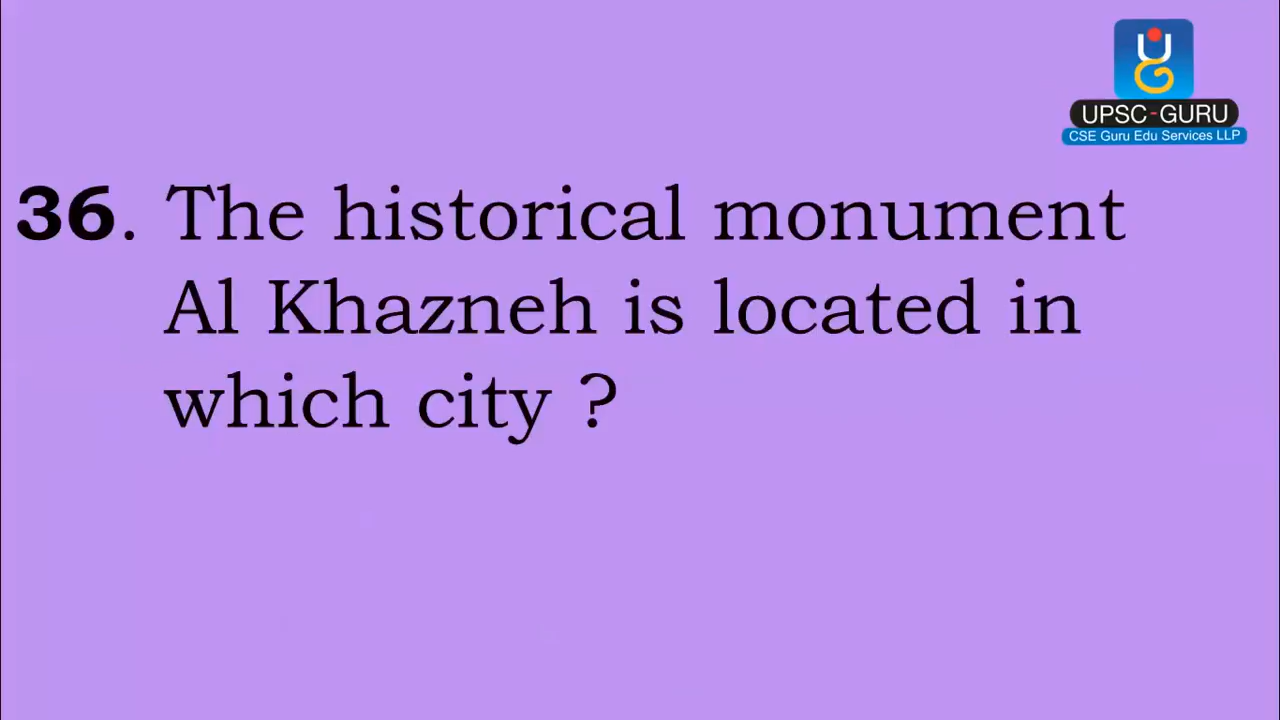 UPSC-GURU
CSE Guru Edu Services LLP
36. The historical monument
Al Khazneh is located in
which city ?